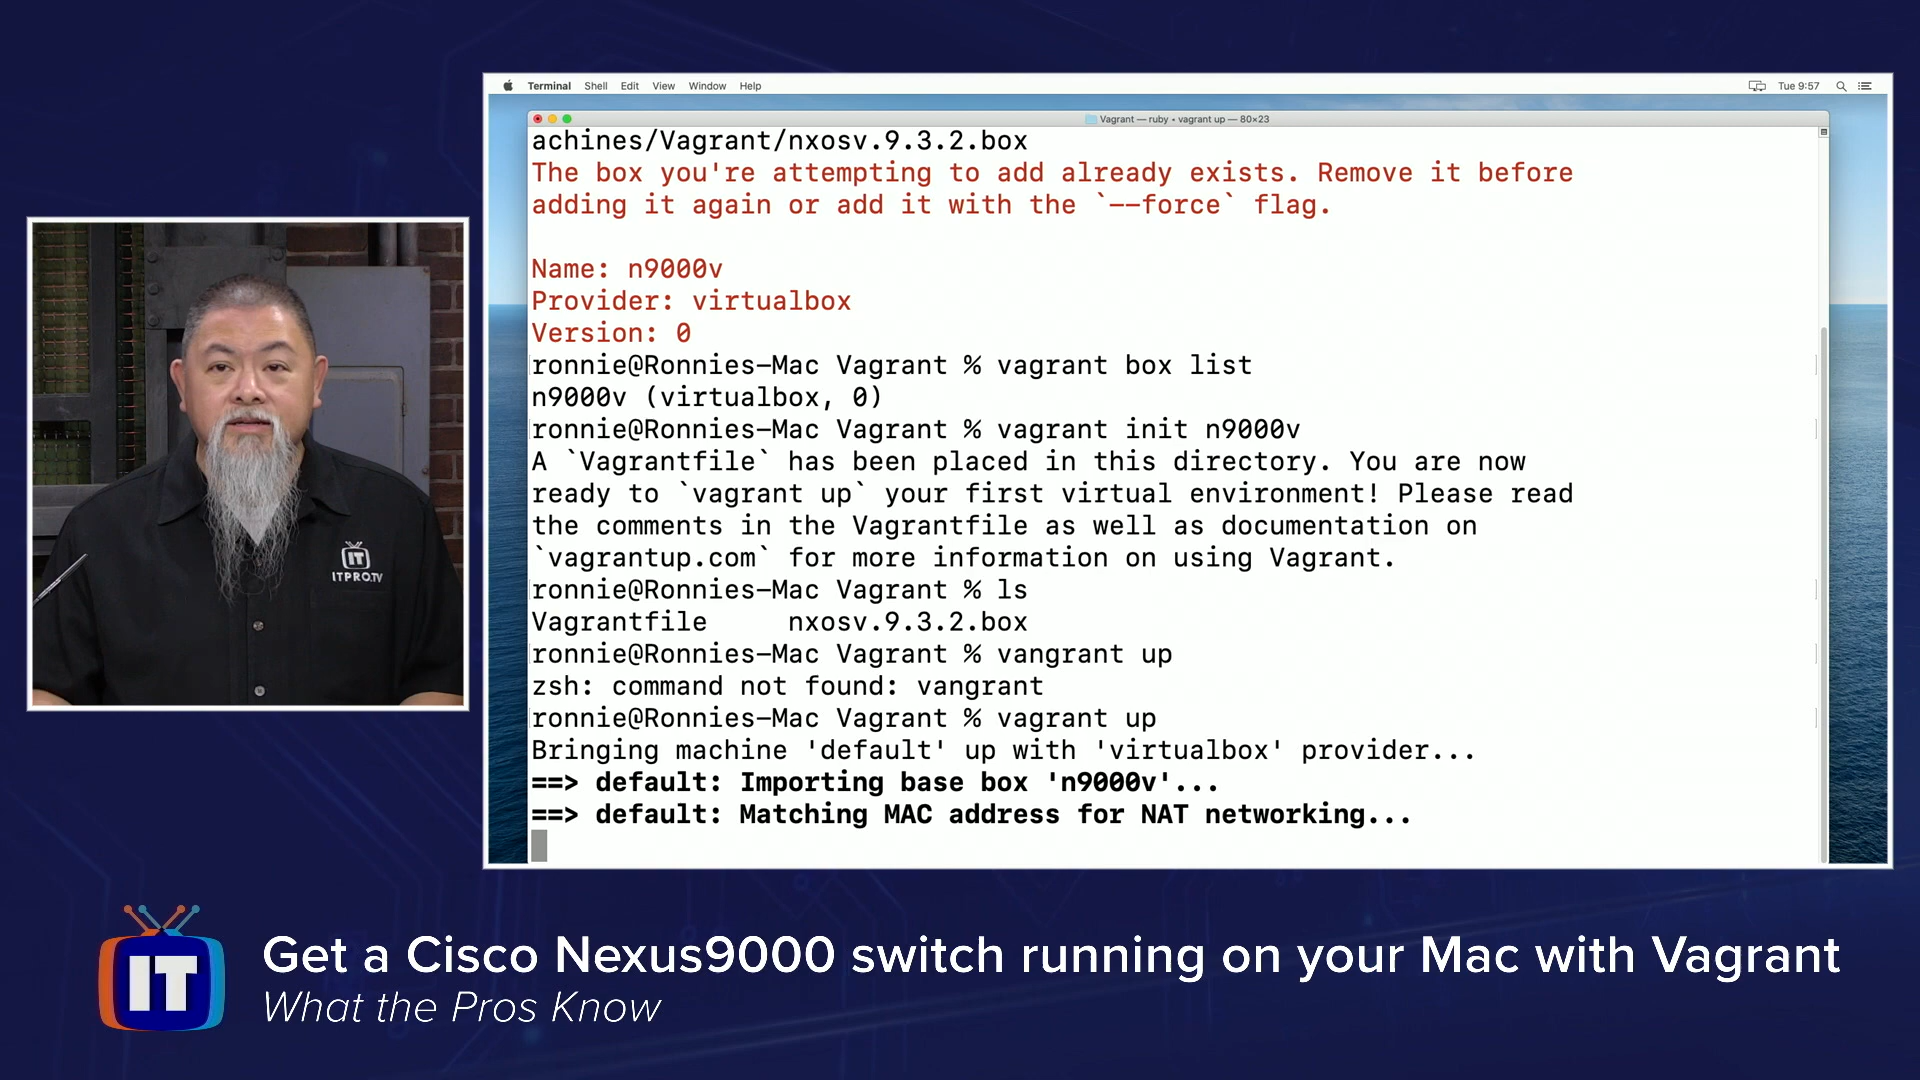 Terminal Shell Edit View Window Help Tue 9:57
Vagrant — ruby • vagrant up — 80×23
achines/Vagrant/nxosv.9.3.2.box
The box you're attempting to add already exists. Remove it before
adding it again or add it with the `--force` flag.
Name: n9000v
Provider: virtualbox
Version: 0
ronnie@Ronnies-Mac Vagrant % vagrant box list
n9000v (virtualbox, 0)
ronnie@Ronnies-Mac Vagrant % vagrant init n9000v
A `Vagrantfile` has been placed in this directory. You are now
ready to `vagrant up` your first virtual environment! Please read
the comments in the Vagrantfile as well as documentation on
`vagrantup.com` for more information on using Vagrant.
ronnie@Ronnies-Mac Vagrant % ls
Vagrantfile nxosv.9.3.2.box
ronnie@Ronnies-Mac Vagrant % vangrant up
zsh: command not found: vangrant
ronnie@Ronnies-Mac Vagrant % vagrant up
Bringing machine 'default' up with 'virtualbox' provider...
==> default: Importing base box 'n9000v'...
==> default: Matching MAC address for NAT networking...
IT
ITPRO.TV
IT
Get a Cisco Nexus9000 switch running on your Mac with Vagrant
What the Pros Know